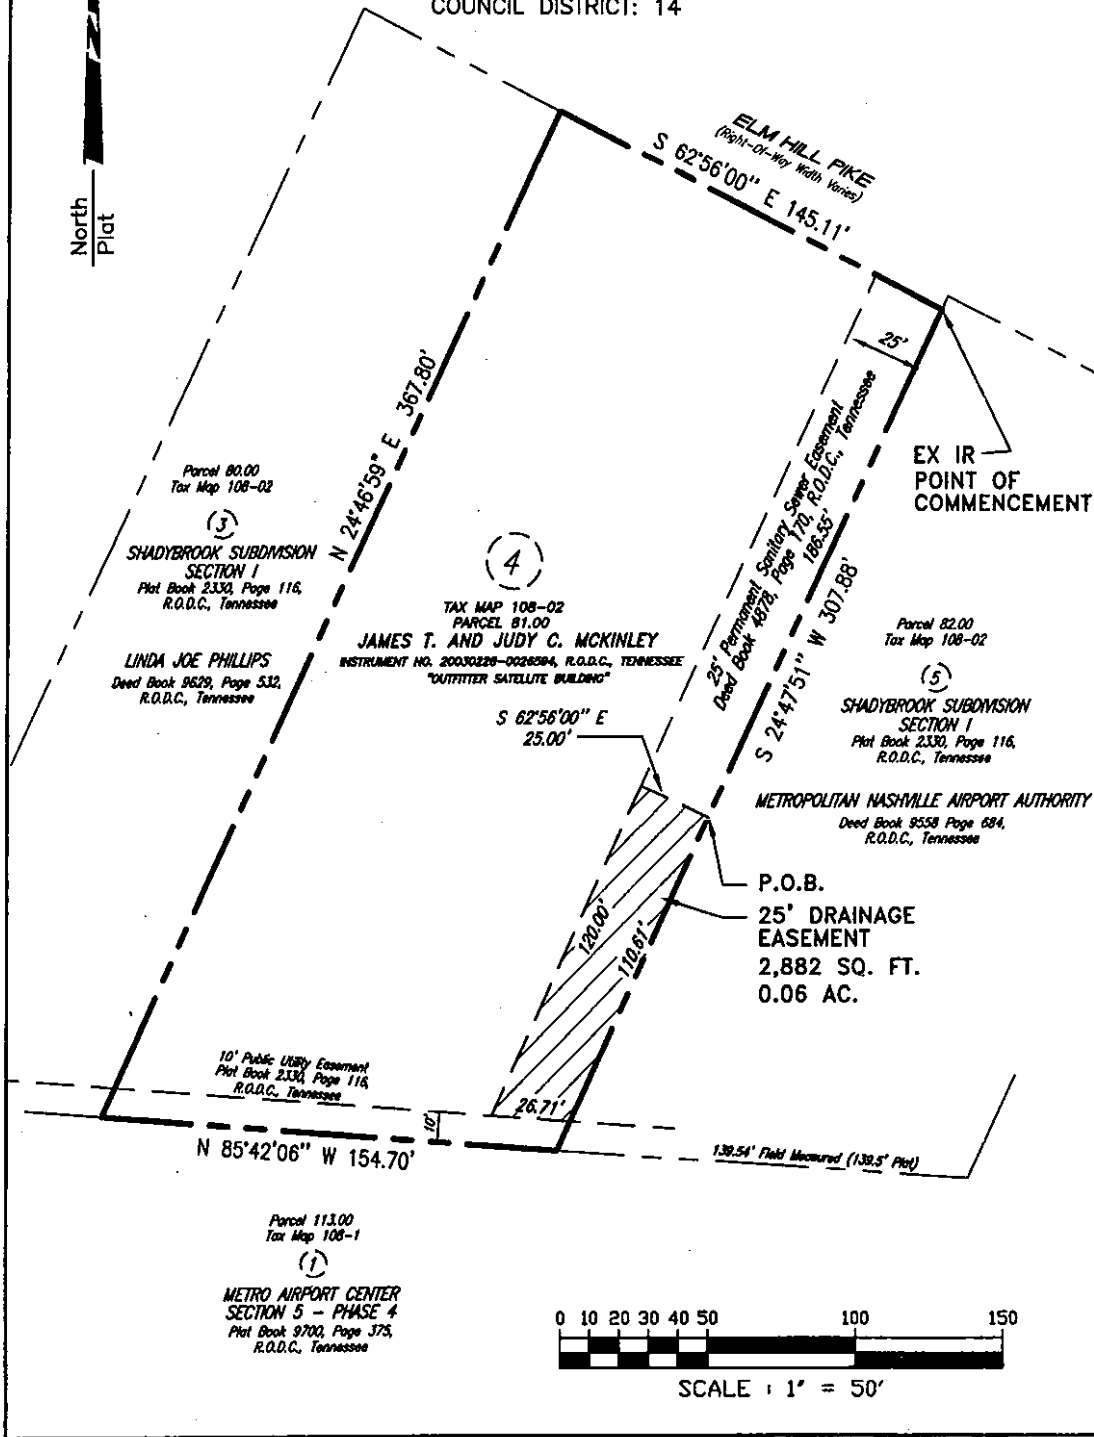 COUNCIL DISTRICT: 14
North
Plat
ELM HILL PIKE
(Right-Of-Way Width Varies)
S 62°56'00" E 145.11'
25'
EX IR
POINT OF
COMMENCEMENT
N 24°46'59" E 367.80'
25' Permanent Sanitary Sewer Easement
Deed Book 4878, Page 170, R.O.D.C., Tennessee
186.55'
S 24°47'51" W 307.88'
Parcel 80.00
Tax Map 108-02
3
SHADYBROOK SUBDIVISION
SECTION I
Plat Book 2330, Page 116,
R.O.D.C., Tennessee
LINDA JOE PHILLIPS
Deed Book 9629, Page 532,
R.O.D.C., Tennessee
4
TAX MAP 108-02
PARCEL 81.00
JAMES T. AND JUDY C. MCKINLEY
INSTRUMENT NO. 20030226-0026594, R.O.D.C., TENNESSEE
"OUTFITTER SATELLITE BUILDING"
S 62°56'00" E
25.00'
Parcel 82.00
Tax Map 108-02
5
SHADYBROOK SUBDIVISION
SECTION I
Plat Book 2330, Page 116,
R.O.D.C., Tennessee
METROPOLITAN NASHVILLE AIRPORT AUTHORITY
Deed Book 9558 Page 684,
R.O.D.C., Tennessee
P.O.B.
25' DRAINAGE
EASEMENT
2,882 SQ. FT.
0.06 AC.
120.00'
110.61'
26.71'
10' Public Utility Easement
Plat Book 2330, Page 116,
R.O.D.C., Tennessee
10'
N 85°42'06" W 154.70'
139.54' Field Measured (139.5' Plat)
Parcel 113.00
Tax Map 108-1
1
METRO AIRPORT CENTER
SECTION 5 - PHASE 4
Plat Book 9700, Page 375,
R.O.D.C., Tennessee
0 10 20 30 40 50 100 150
SCALE : 1" = 50'